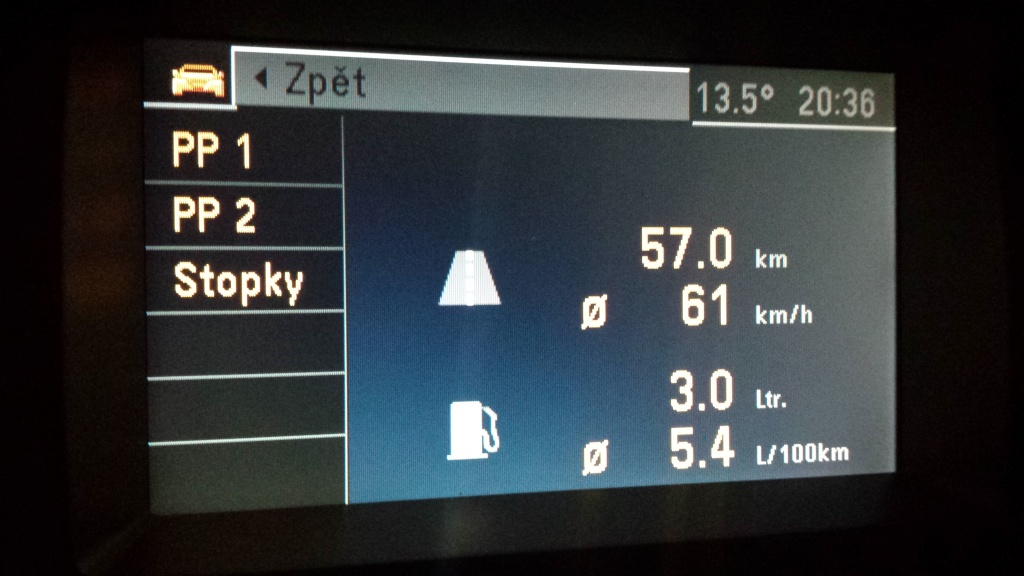 Zpět
13.5° 20:36
PP 1
PP 2
Stopky
57.0 km
Ø 61 km/h
3.0 Ltr.
Ø 5.4 L/100km